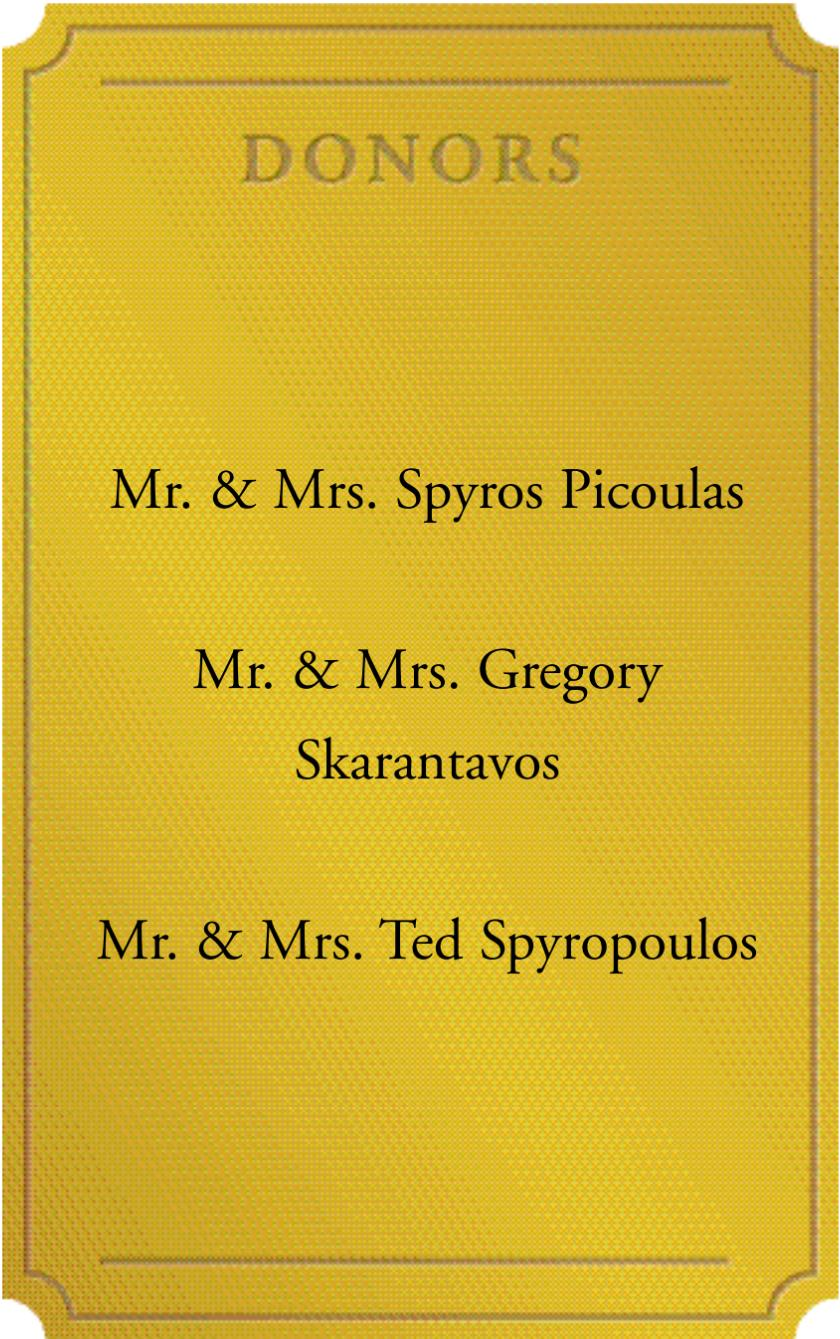 DONORS
Mr. & Mrs. Spyros Picoulas
Mr. & Mrs. Gregory
Skarantavos
Mr. & Mrs. Ted Spyropoulos